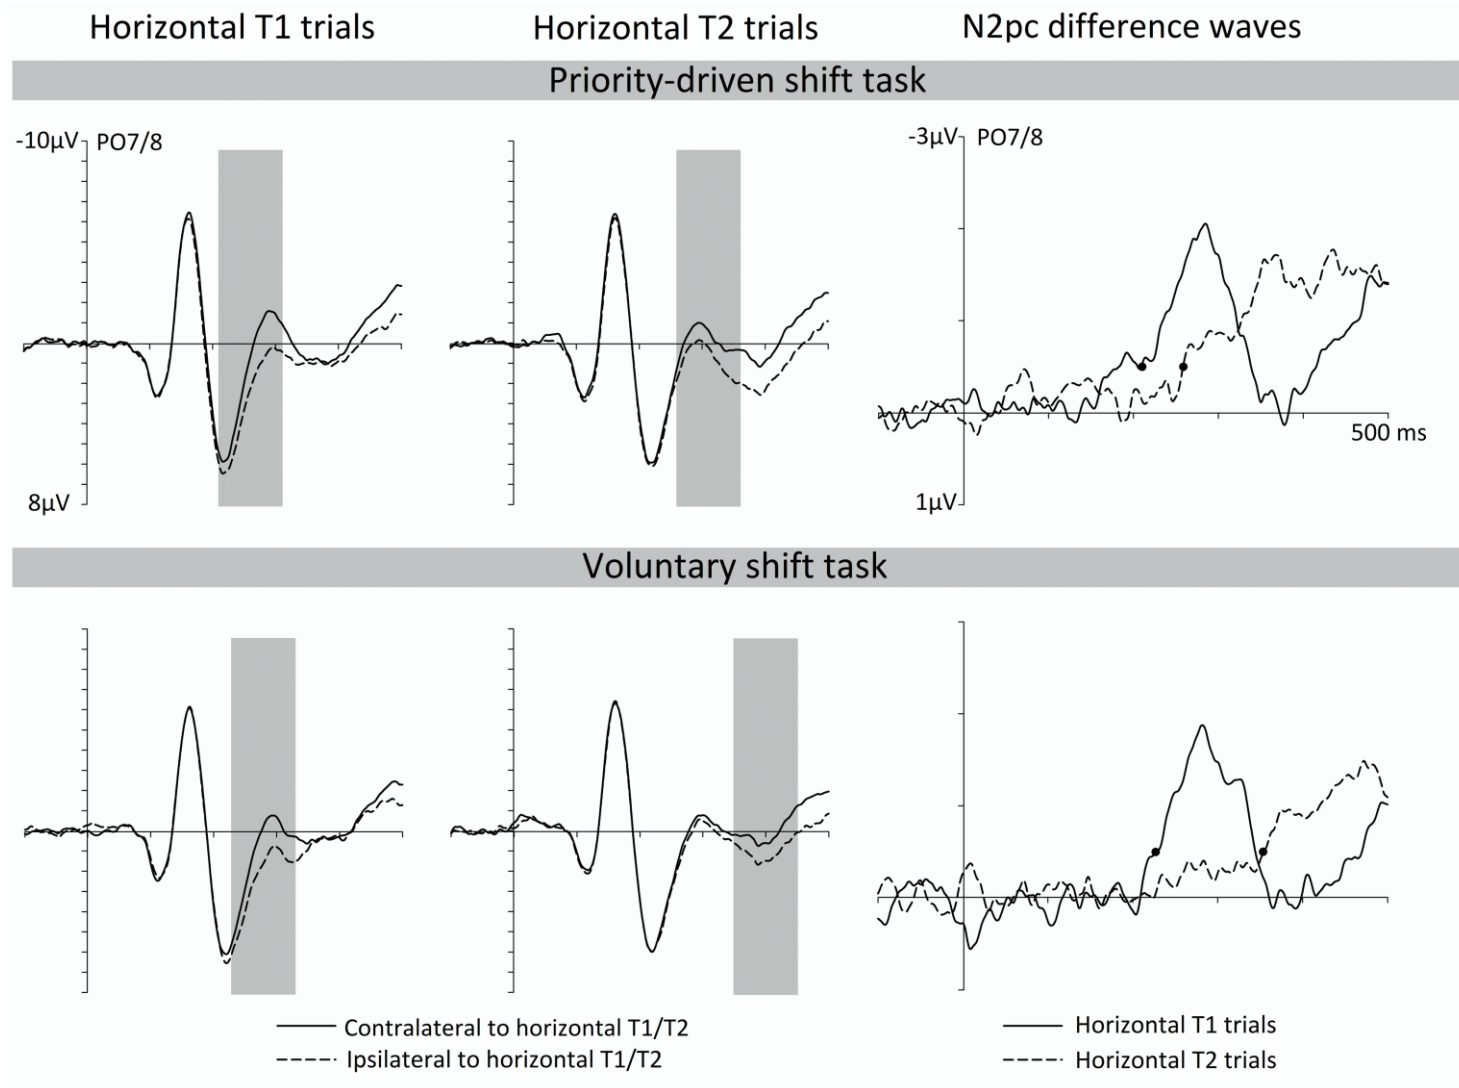 Horizontal T1 trials
Horizontal T2 trials
N2pc difference waves
Priority-driven shift task
-10µV
PO7/8
-3µV
PO7/8
500 ms
8µV
1µV
Voluntary shift task
Contralateral to horizontal T1/T2
Ipsilateral to horizontal T1/T2
Horizontal T1 trials
Horizontal T2 trials